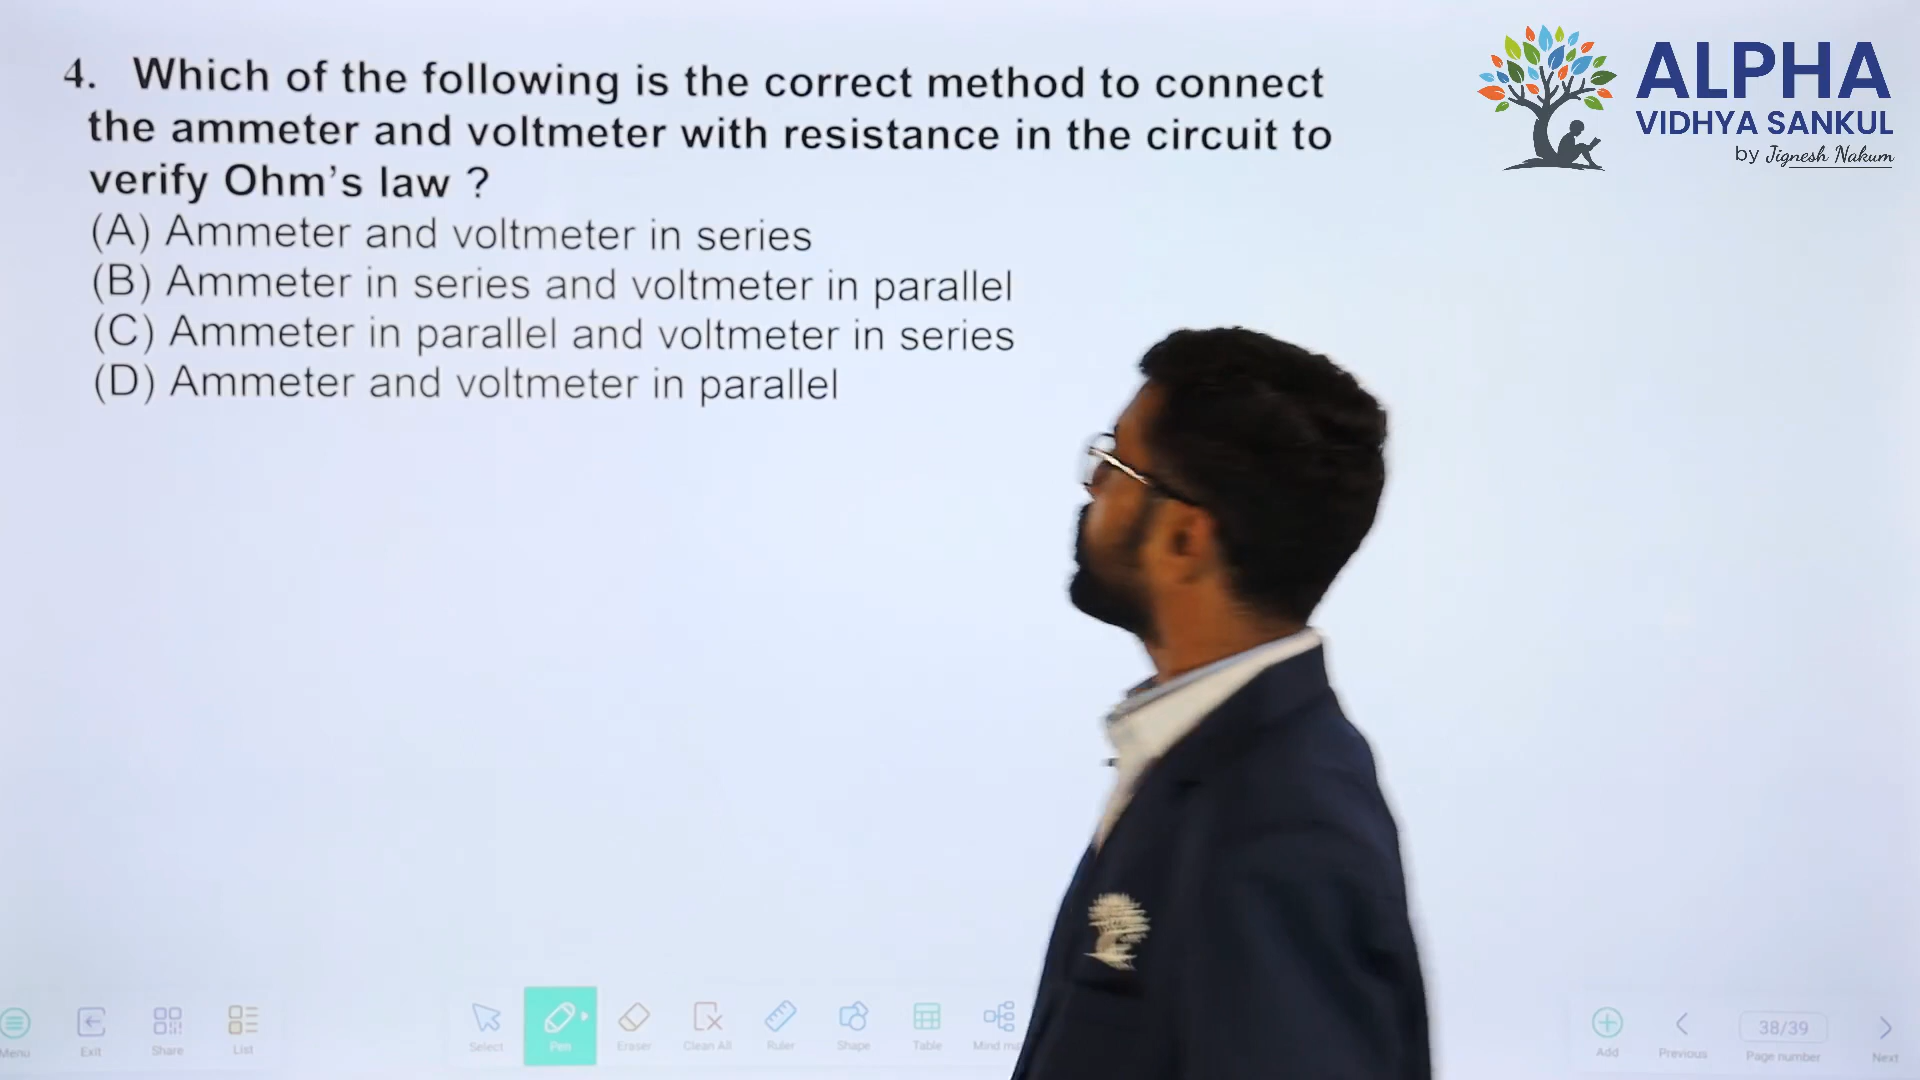 4. Which of the following is the correct method to connect
the ammeter and voltmeter with resistance in the circuit to
verify Ohm's law ?
(A) Ammeter and voltmeter in series
(B) Ammeter in series and voltmeter in parallel
(C) Ammeter in parallel and voltmeter in series
(D) Ammeter and voltmeter in parallel
ALPHA
VIDHYA SANKUL
by Jignesh Nakum
Menu
Exit
Share
List
Select
Pen
Eraser
Clean All
Ruler
Shape
Table
Mind
Add
Previous
38/39
Page number
Next